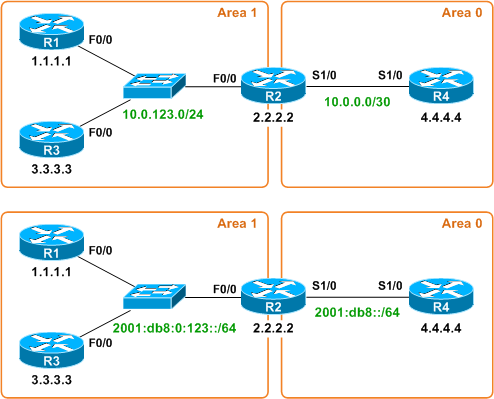 Area 1
Area 0
R1
F0/0
1.1.1.1
F0/0
R2
S1/0
S1/0
R4
10.0.123.0/24
10.0.0.0/30
2.2.2.2
4.4.4.4
F0/0
R3
3.3.3.3
Area 1
Area 0
R1
F0/0
1.1.1.1
F0/0
R2
S1/0
S1/0
R4
2001:db8:0:123::/64
2001:db8::/64
2.2.2.2
4.4.4.4
F0/0
R3
3.3.3.3